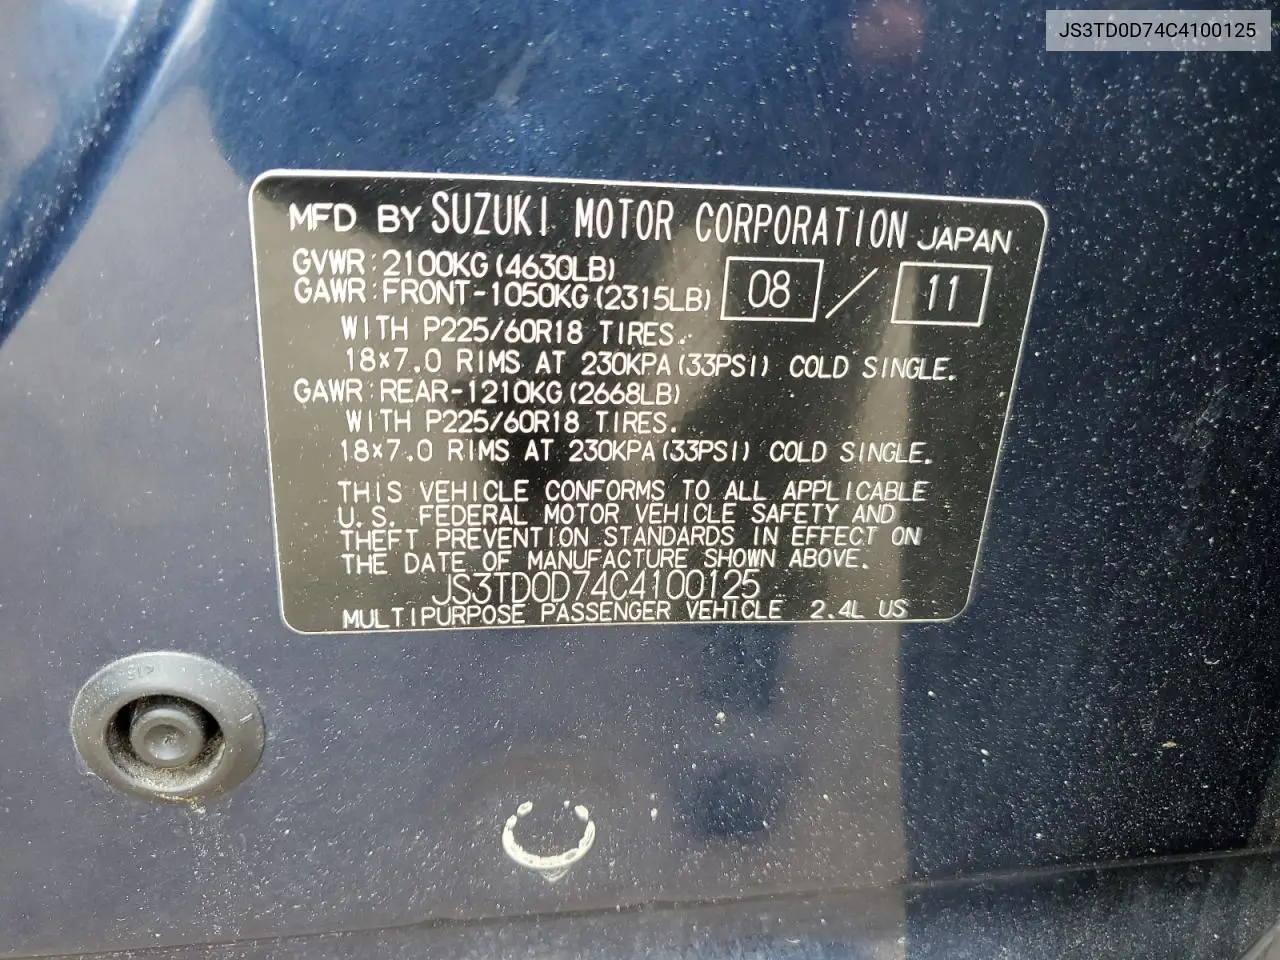 JS3TD0D74C4100125
MFD BY SUZUKI MOTOR CORPORATION JAPAN
GVWR: 2100KG (4630LB)
GAWR: FRONT-1050KG (2315LB) 08 / 11
WITH P225/60R18 TIRES.
18×7.0 RIMS AT 230KPA (33PSI) COLD SINGLE.
GAWR: REAR-1210KG (2668LB)
WITH P225/60R18 TIRES.
18×7.0 RIMS AT 230KPA (33PSI) COLD SINGLE.
THIS VEHICLE CONFORMS TO ALL APPLICABLE
U.S. FEDERAL MOTOR VEHICLE SAFETY AND
THEFT PREVENTION STANDARDS IN EFFECT ON
THE DATE OF MANUFACTURE SHOWN ABOVE.
JS3TD0D74C4100125
MULTIPURPOSE PASSENGER VEHICLE 2.4L US